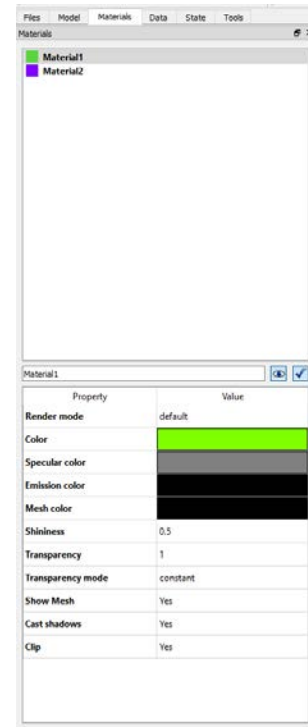 Files Model Materials Data State Tools
Materials
Material1
Material2
Material1
Property Value
Render mode default
Color
Specular color
Emission color
Mesh color
Shininess 0.5
Transparency 1
Transparency mode constant
Show Mesh Yes
Cast shadows Yes
Clip Yes